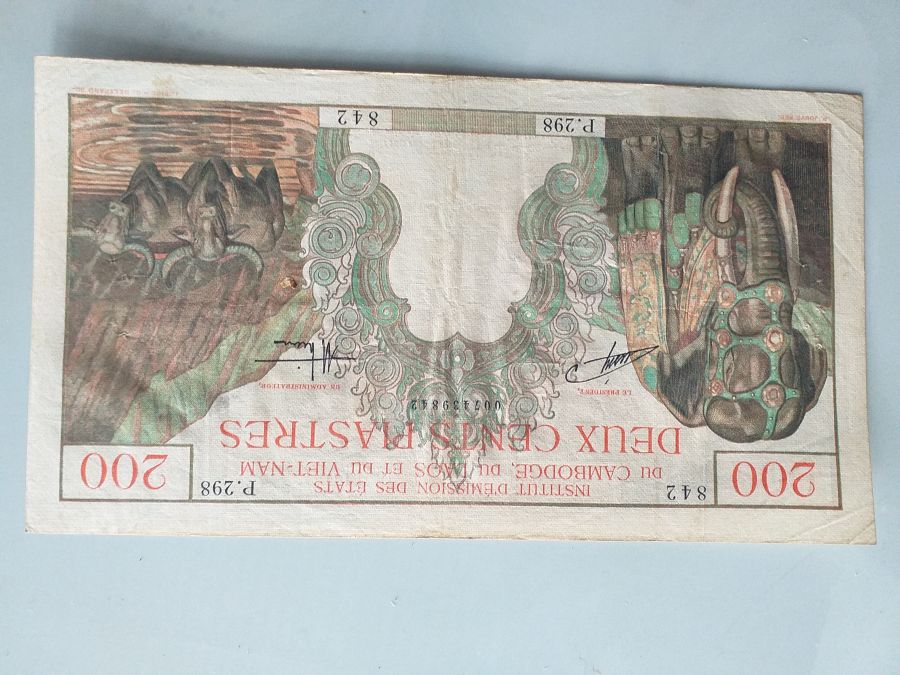 200 842 INSTITUT D'ÉMISSION DES ÉTATS P.298 200
DU CAMBODGE, DU LAOS ET DU VIET-NAM
DEUX CENTS PIASTRES
007439842
LE PRÉSIDENT,
UN ADMINISTRATEUR,
P.298 842